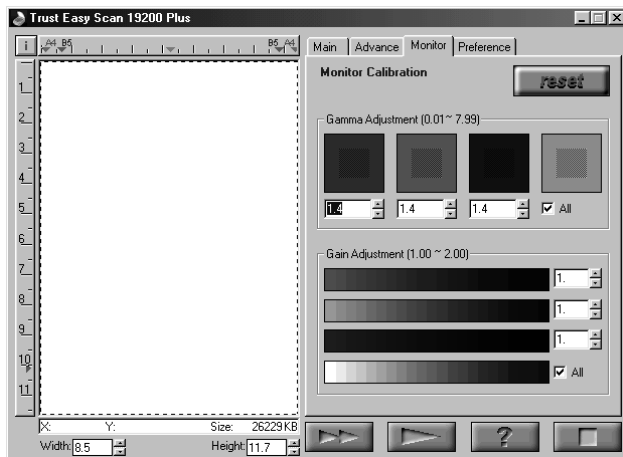 Trust Easy Scan 19200 Plus
i A4 B5 B5 A4
Main Advance Monitor Preference
Monitor Calibration
reset
Gamma Adjustment (0.01~ 7.99)
1.4 1.4 1.4 All
Gain Adjustment (1.00 ~ 2.00)
1.
1.
1.
All
1
2
3
4
5
6
7
8
9
10
11
X: Y: Size: 26229KB
Width: 8.5 Height: 11.7
?